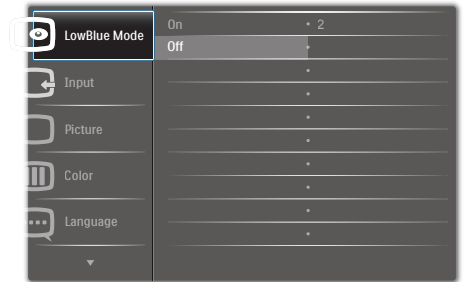 LowBlue Mode
On • 2
Off
Input
Picture
Color
Language